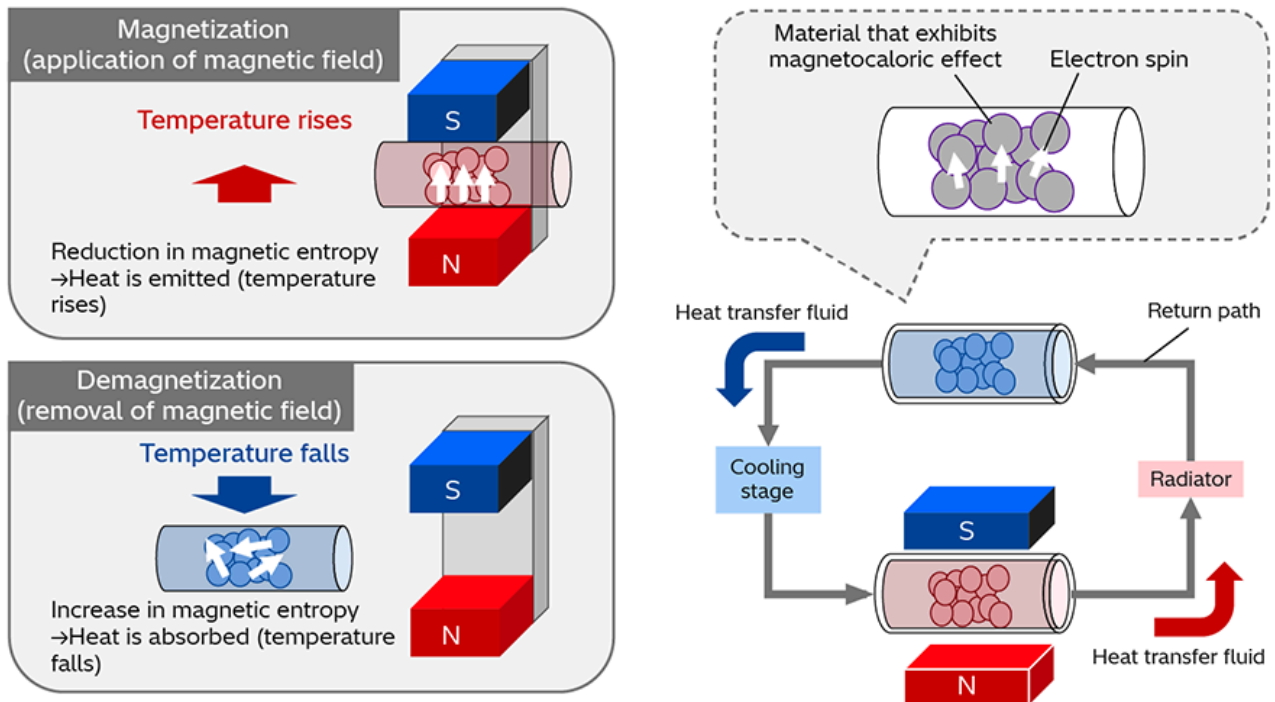 Magnetization
(application of magnetic field)
Temperature rises
S
N
Reduction in magnetic entropy
→Heat is emitted (temperature
rises)
Demagnetization
(removal of magnetic field)
Temperature falls
S
N
Increase in magnetic entropy
→Heat is absorbed (temperature
falls)
Material that exhibits
magnetocaloric effect
Electron spin
Heat transfer fluid
Return path
Cooling
stage
Radiator
S
N
Heat transfer fluid